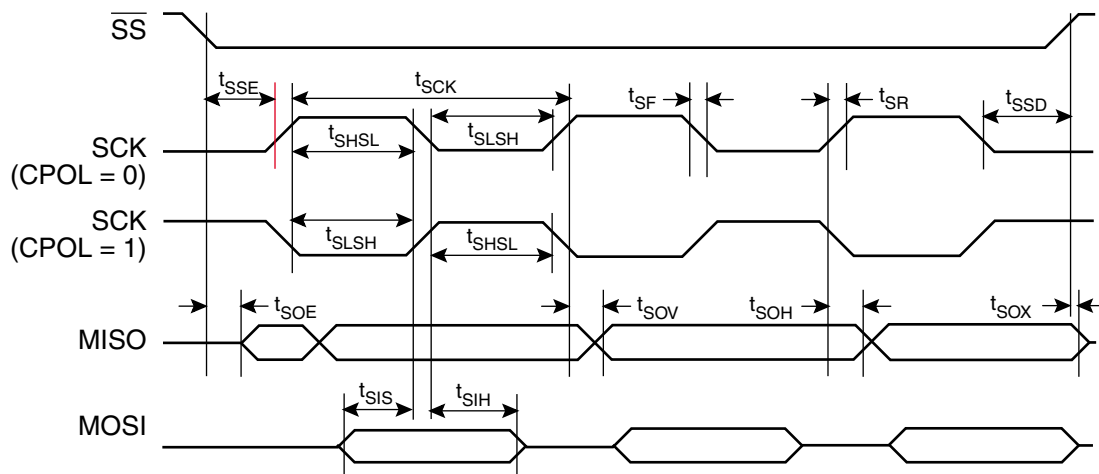 SS
tSSE
tSCK
tSF
tSR
tSSD
SCK
(CPOL = 0)
tSHSL
tSLSH
SCK
(CPOL = 1)
tSLSH
tSHSL
tSOE
tSOV
tSOH
tSOX
MISO
tSIS
tSIH
MOSI